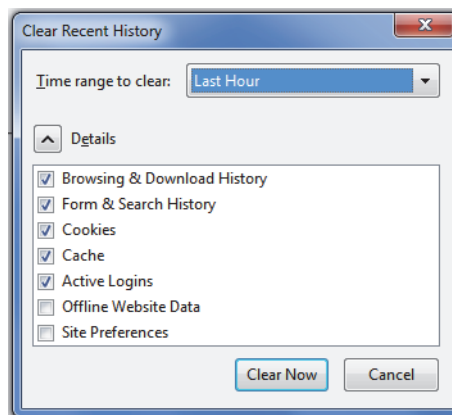 Clear Recent History
Time range to clear: Last Hour
Details
Browsing & Download History
Form & Search History
Cookies
Cache
Active Logins
Offline Website Data
Site Preferences
Clear Now Cancel